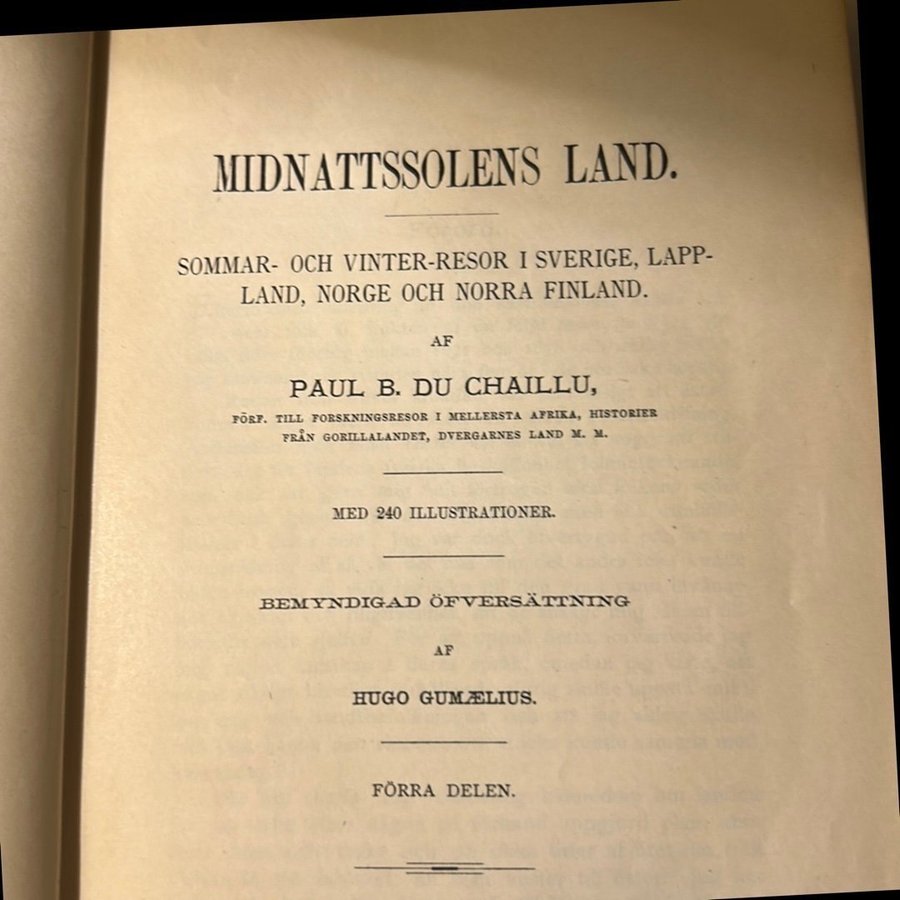 MIDNATTSSOLENS LAND.
SOMMAR- OCH VINTER-RESOR I SVERIGE, LAPP-
LAND, NORGE OCH NORRA FINLAND.
AF
PAUL B. DU CHAILLU,
FÖRF. TILL FORSKNINGSRESOR I MELLERSTA AFRIKA, HISTORIER
FRÅN GORILLALANDET, DVERGARNES LAND M. M.
MED 240 ILLUSTRATIONER.
BEMYNDIGAD ÖFVERSÄTTNING
AF
HUGO GUMÆLIUS.
FÖRRA DELEN.